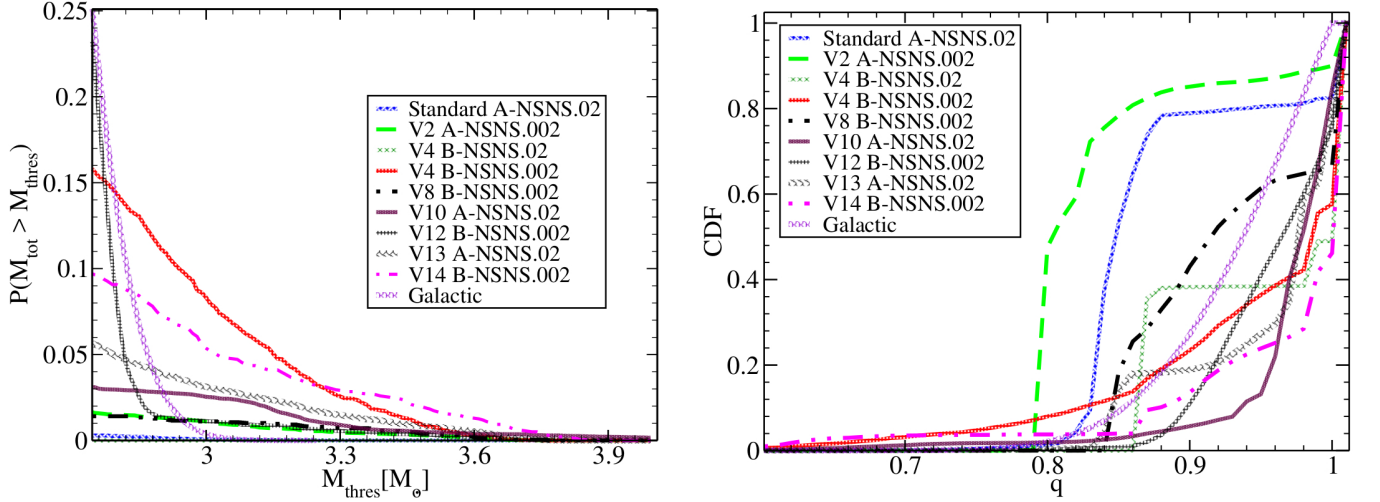 0.25
0.2
0.15
0.1
0.05
0
P(M_tot > M_thres)
Standard A-NSNS.02
V2 A-NSNS.002
V4 B-NSNS.02
V4 B-NSNS.002
V8 B-NSNS.002
V10 A-NSNS.02
V12 B-NSNS.002
V13 A-NSNS.02
V14 B-NSNS.002
Galactic
3 3.3 3.6 3.9
M_thres[M_⊙]
1
0.8
0.6
0.4
0.2
0
CDF
Standard A-NSNS.02
V2 A-NSNS.002
V4 B-NSNS.02
V4 B-NSNS.002
V8 B-NSNS.002
V10 A-NSNS.02
V12 B-NSNS.002
V13 A-NSNS.02
V14 B-NSNS.002
Galactic
0.7 0.8 0.9 1
q